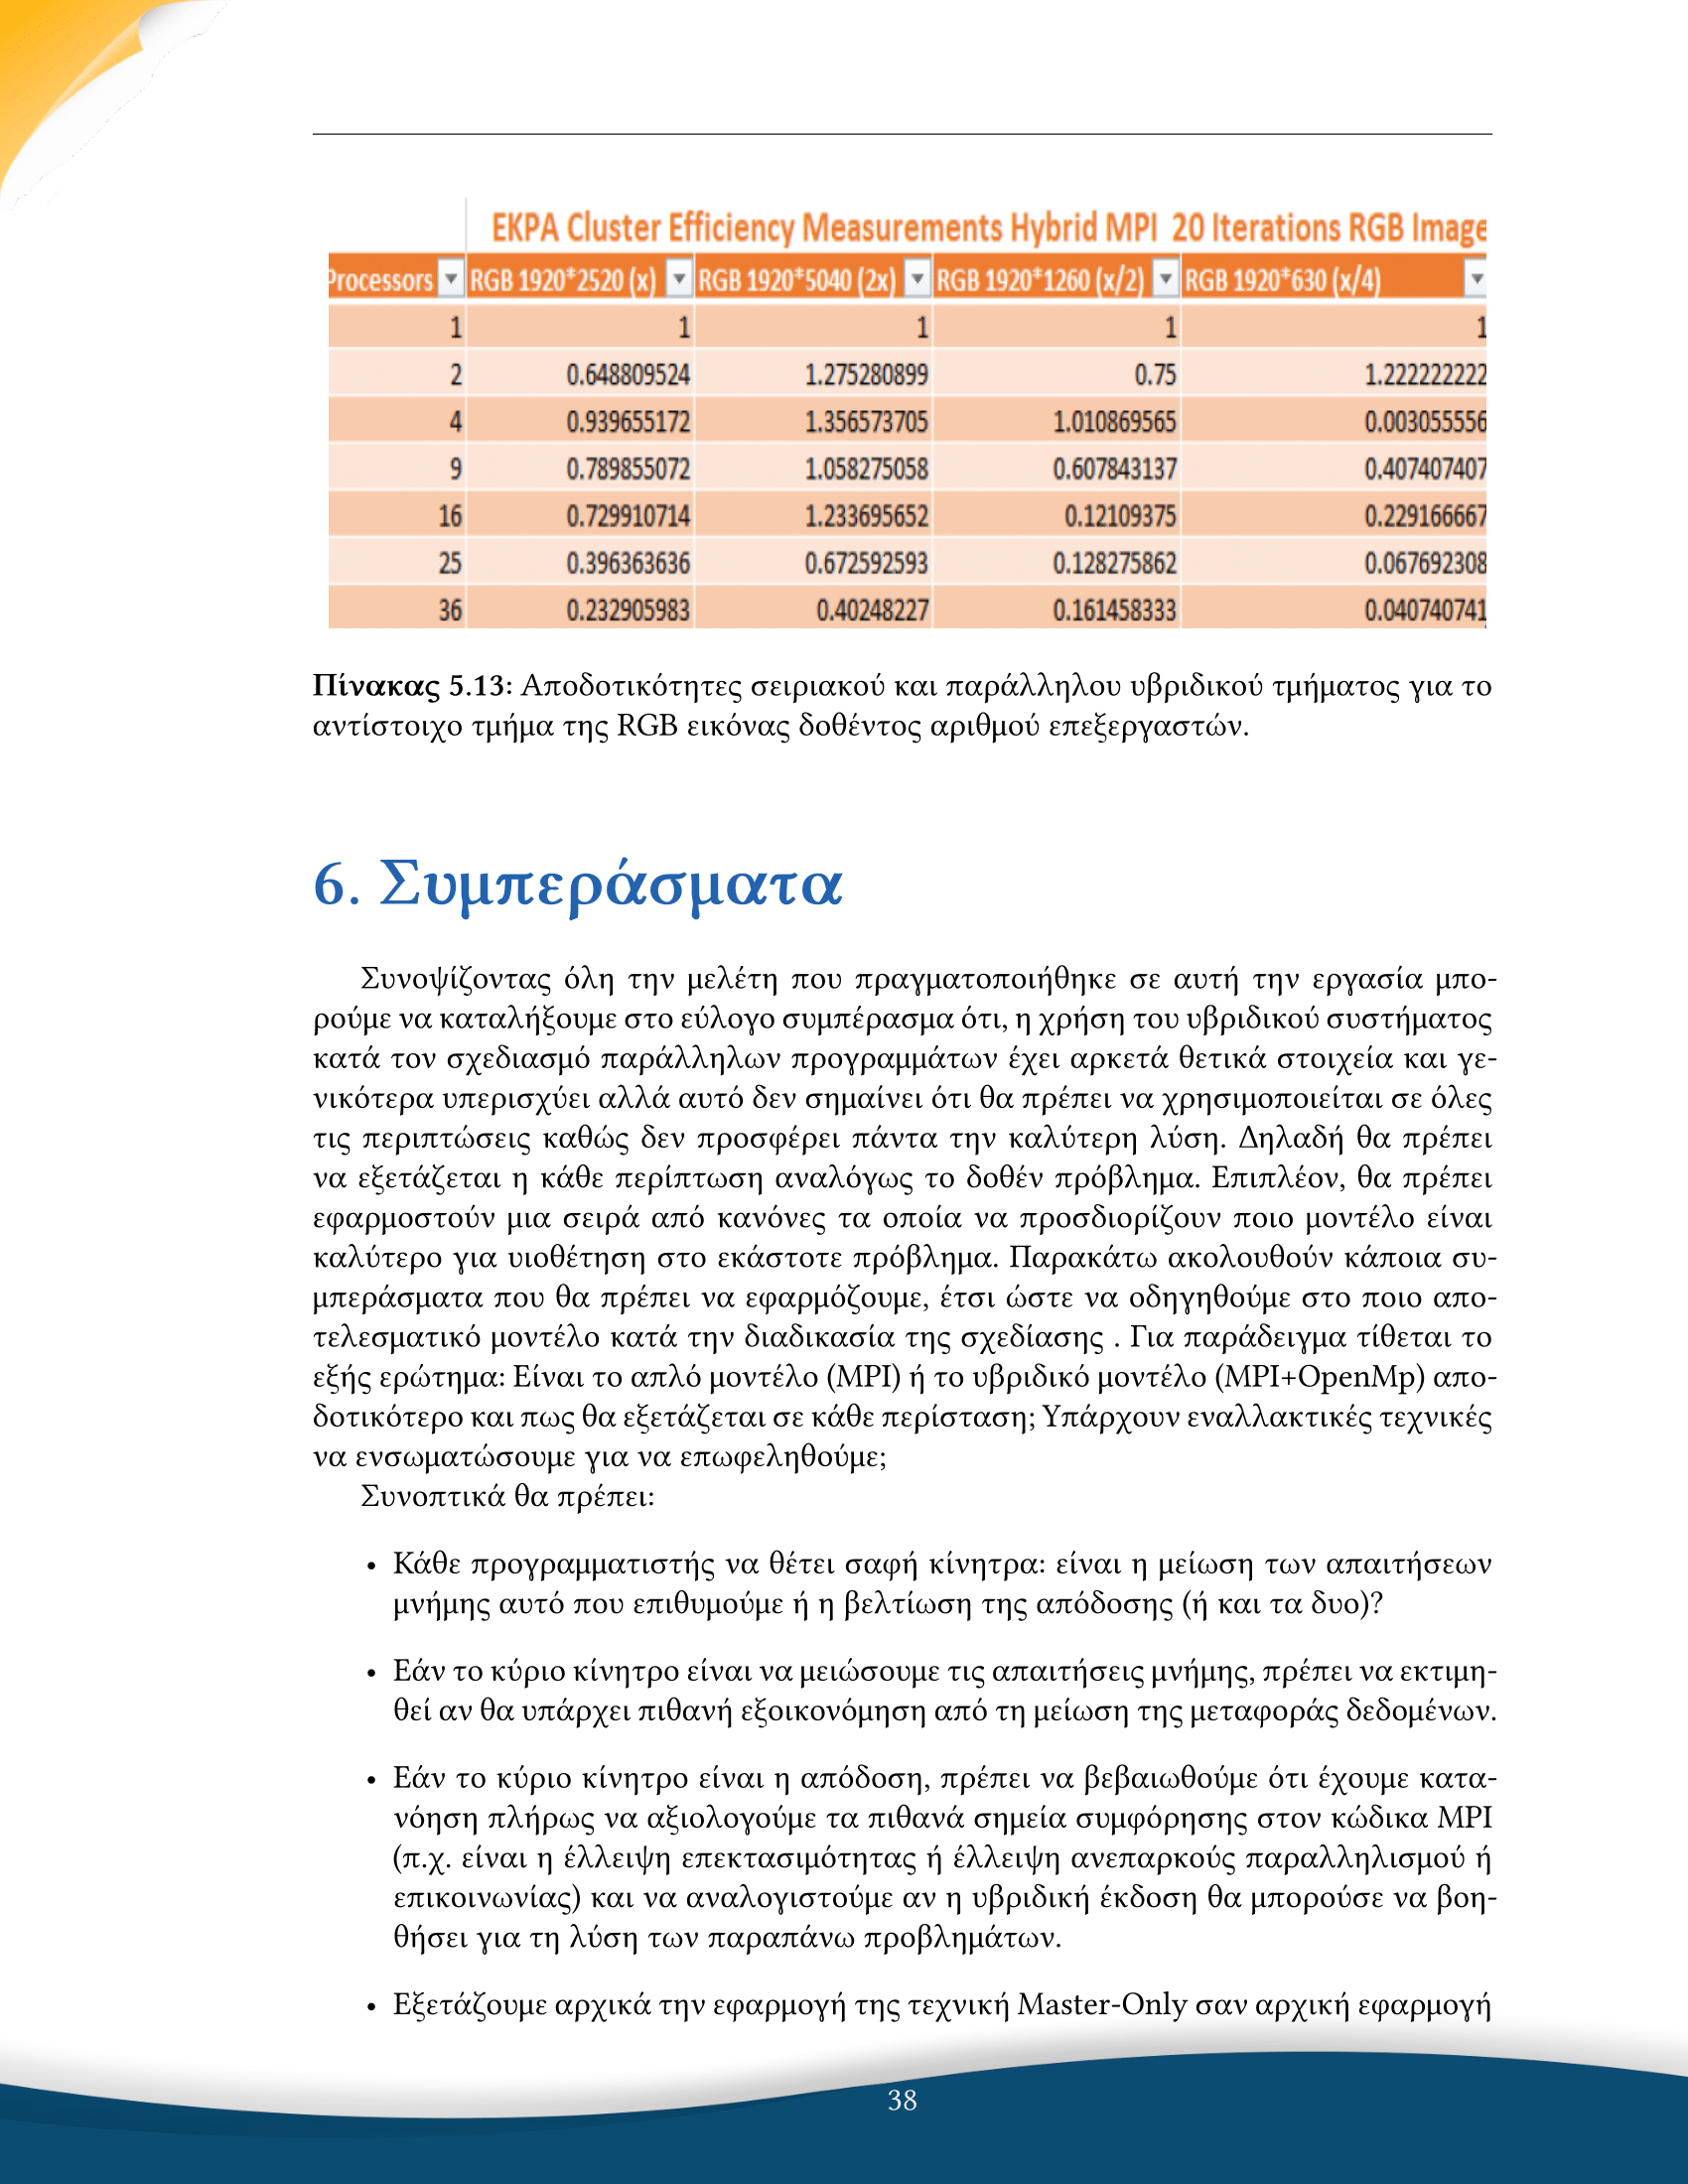 EKPA Cluster Efficiency Measurements Hybrid MPI 20 Iterations RGB Image
Processors RGB 1920*2520 (x) RGB 1920*5040 (2x) RGB 1920*1260 (x/2) RGB 1920*630 (x/4)
1 1 1 1 1
2 0.648809524 1.275280899 0.75 1.222222222
4 0.939655172 1.356573705 1.010869565 0.003055556
9 0.789855072 1.058275058 0.607843137 0.407407407
16 0.729910714 1.233695652 0.12109375 0.229166667
25 0.396363636 0.672592593 0.128275862 0.067692308
36 0.232905983 0.40248227 0.161458333 0.040740741
Πίνακας 5.13: Αποδοτικότητες σειριακού και παράλληλου υβριδικού τμήματος για το
αντίστοιχο τμήμα της RGB εικόνας δοθέντος αριθμού επεξεργαστών.
6. Συμπεράσματα
Συνοψίζοντας όλη την μελέτη που πραγματοποιήθηκε σε αυτή την εργασία μπο-
ρούμε να καταλήξουμε στο εύλογο συμπέρασμα ότι, η χρήση του υβριδικού συστήματος
κατά τον σχεδιασμό παράλληλων προγραμμάτων έχει αρκετά θετικά στοιχεία και γε-
νικότερα υπερισχύει αλλά αυτό δεν σημαίνει ότι θα πρέπει να χρησιμοποιείται σε όλες
τις περιπτώσεις καθώς δεν προσφέρει πάντα την καλύτερη λύση. Δηλαδή θα πρέπει
να εξετάζεται η κάθε περίπτωση αναλόγως το δοθέν πρόβλημα. Επιπλέον, θα πρέπει
εφαρμοστούν μια σειρά από κανόνες τα οποία να προσδιορίζουν ποιο μοντέλο είναι
καλύτερο για υιοθέτηση στο εκάστοτε πρόβλημα. Παρακάτω ακολουθούν κάποια συ-
μπεράσματα που θα πρέπει να εφαρμόζουμε, έτσι ώστε να οδηγηθούμε στο ποιο απο-
τελεσματικό μοντέλο κατά την διαδικασία της σχεδίασης . Για παράδειγμα τίθεται το
εξής ερώτημα: Είναι το απλό μοντέλο (MPI) ή το υβριδικό μοντέλο (MPI+OpenMp) απο-
δοτικότερο και πως θα εξετάζεται σε κάθε περίσταση; Υπάρχουν εναλλακτικές τεχνικές
να ενσωματώσουμε για να επωφεληθούμε;
Συνοπτικά θα πρέπει:
• Κάθε προγραμματιστής να θέτει σαφή κίνητρα: είναι η μείωση των απαιτήσεων
μνήμης αυτό που επιθυμούμε ή η βελτίωση της απόδοσης (ή και τα δυο)?
• Εάν το κύριο κίνητρο είναι να μειώσουμε τις απαιτήσεις μνήμης, πρέπει να εκτιμη-
θεί αν θα υπάρχει πιθανή εξοικονόμηση από τη μείωση της μεταφοράς δεδομένων.
• Εάν το κύριο κίνητρο είναι η απόδοση, πρέπει να βεβαιωθούμε ότι έχουμε κατα-
νόηση πλήρως να αξιολογούμε τα πιθανά σημεία συμφόρησης στον κώδικα MPI
(π.χ. είναι η έλλειψη επεκτασιμότητας ή έλλειψη ανεπαρκούς παραλληλισμού ή
επικοινωνίας) και να αναλογιστούμε αν η υβριδική έκδοση θα μπορούσε να βοη-
θήσει για τη λύση των παραπάνω προβλημάτων.
• Εξετάζουμε αρχικά την εφαρμογή της τεχνική Master-Only σαν αρχική εφαρμογή
38